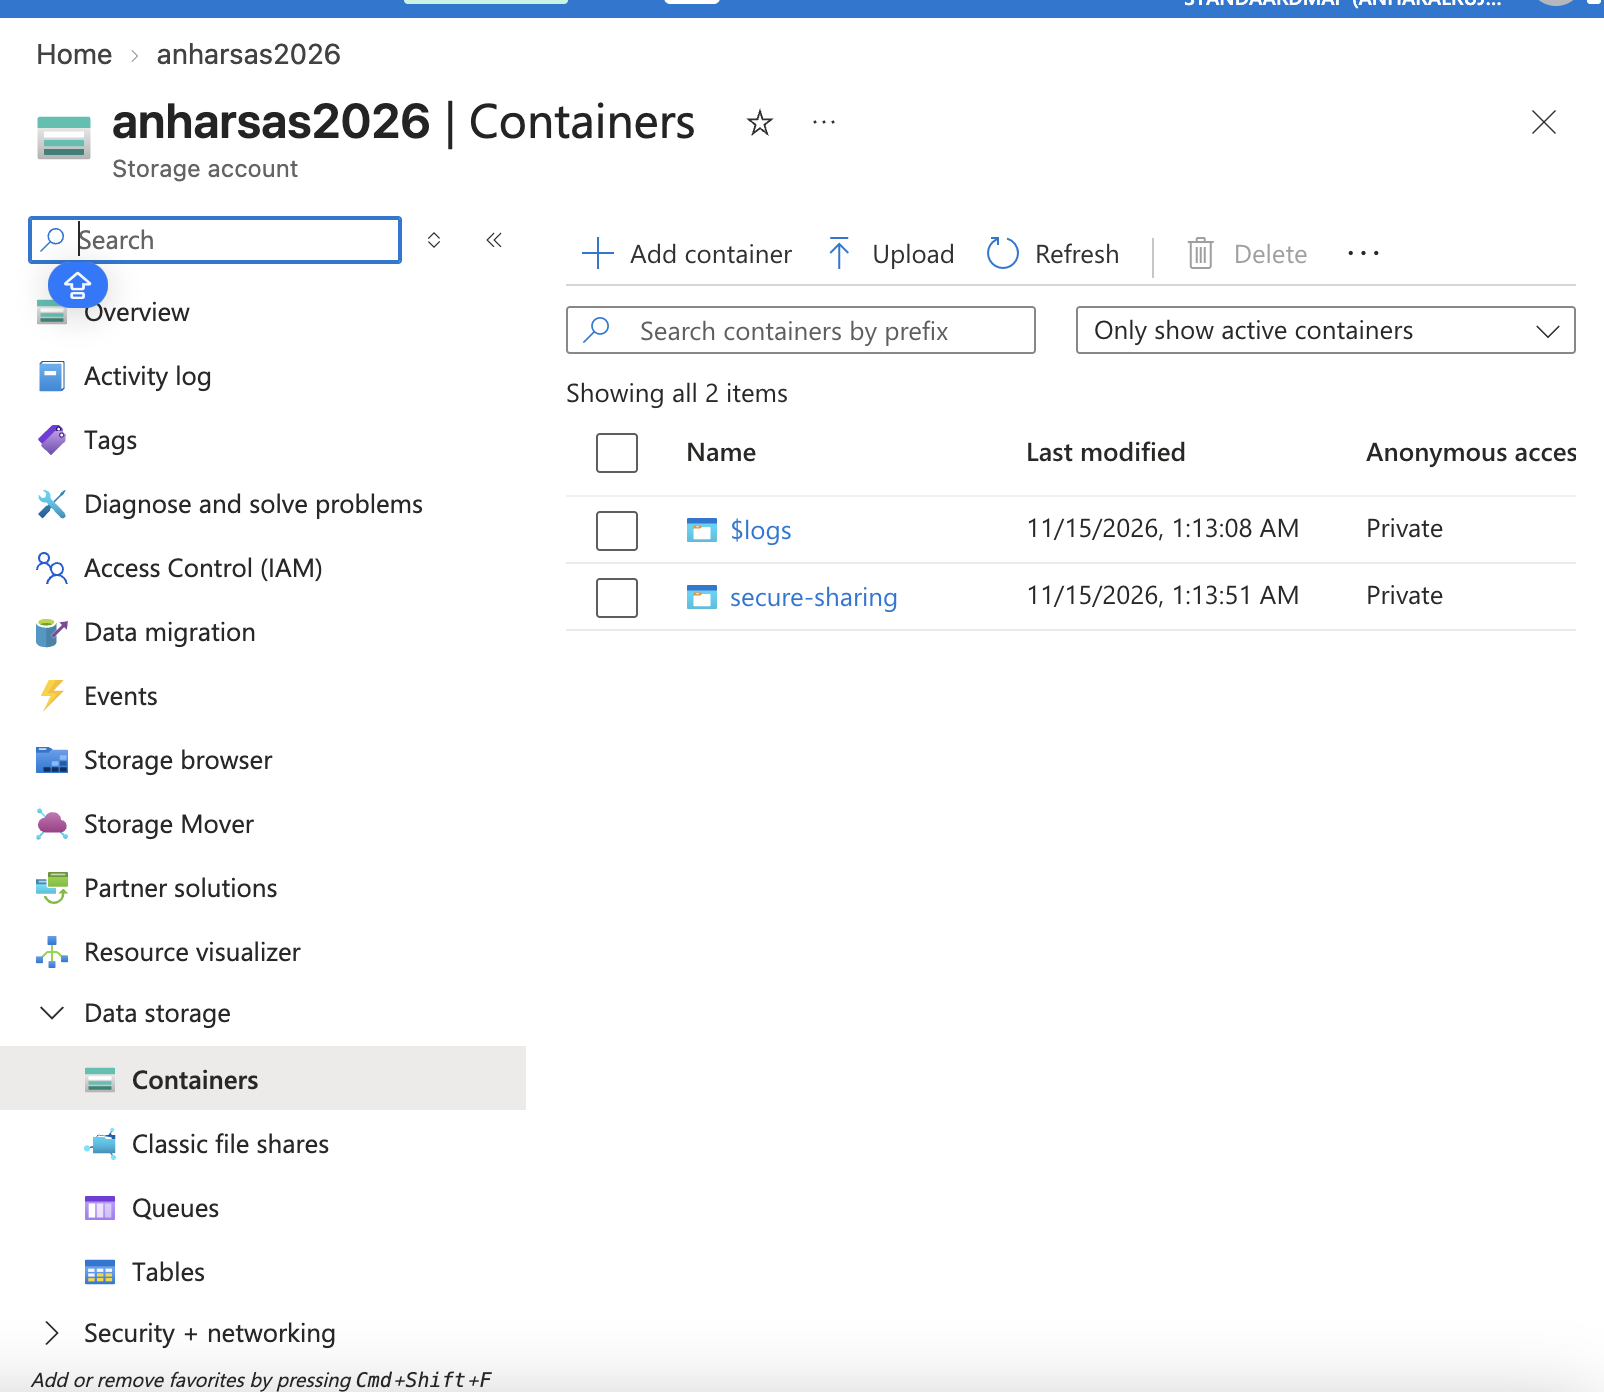 Home > anharsas2026
anharsas2026 | Containers
Storage account
Search
Overview
Activity log
Tags
Diagnose and solve problems
Access Control (IAM)
Data migration
Events
Storage browser
Storage Mover
Partner solutions
Resource visualizer
Data storage
Containers
Classic file shares
Queues
Tables
Security + networking
Add or remove favorites by pressing Cmd+Shift+F
Add container Upload Refresh Delete
Search containers by prefix Only show active containers
Showing all 2 items
Name Last modified Anonymous acces
$logs 11/15/2026, 1:13:08 AM Private
secure-sharing 11/15/2026, 1:13:51 AM Private